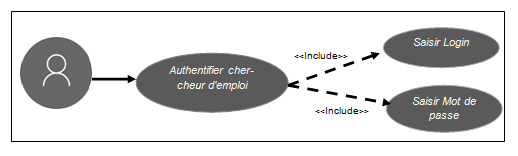 Saisir Login
<<Include>>
Authentifier cher-
cheur d'emploi
Saisir Mot de
passe
<<Include>>